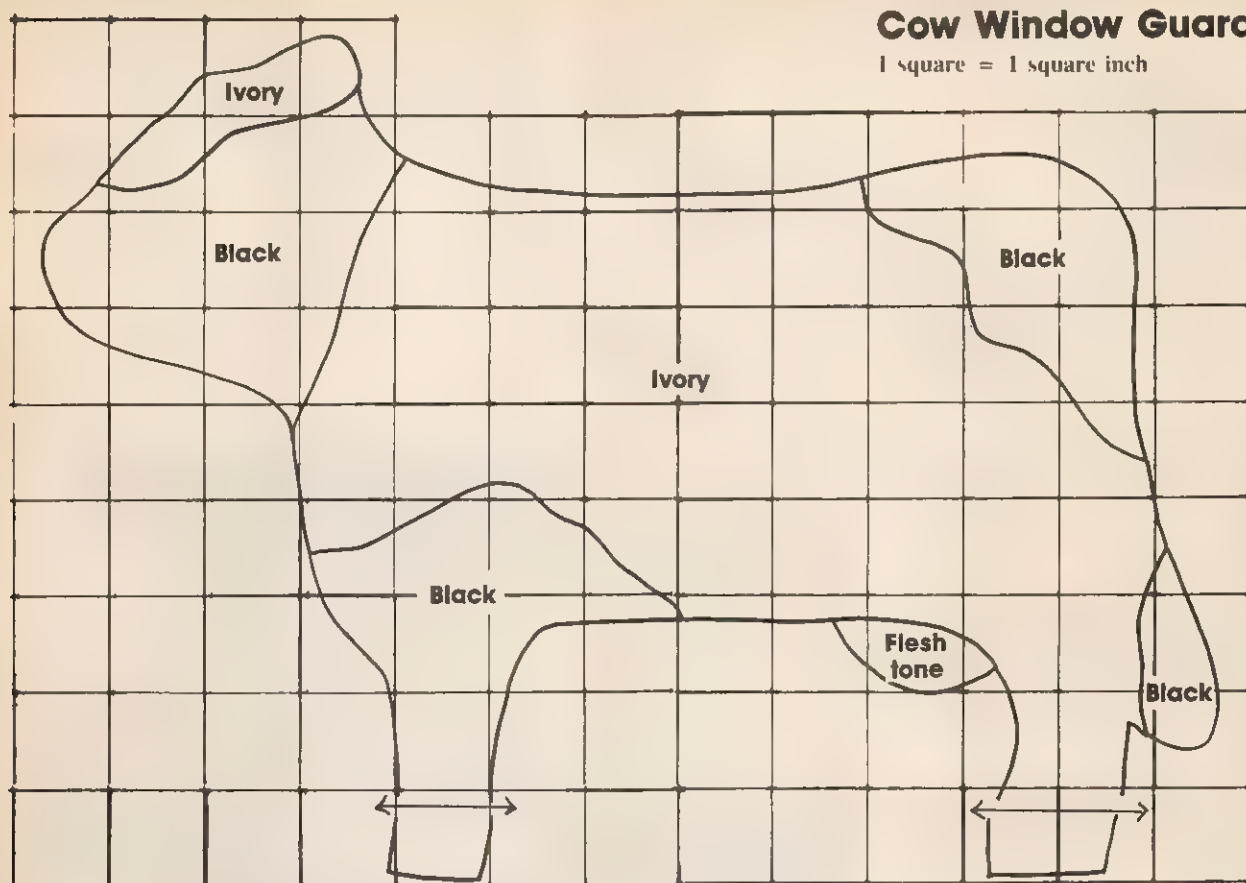 Cow Window Guard
1 square = 1 square inch
Ivory
Black
Black
Ivory
Black
Flesh
tone
Black